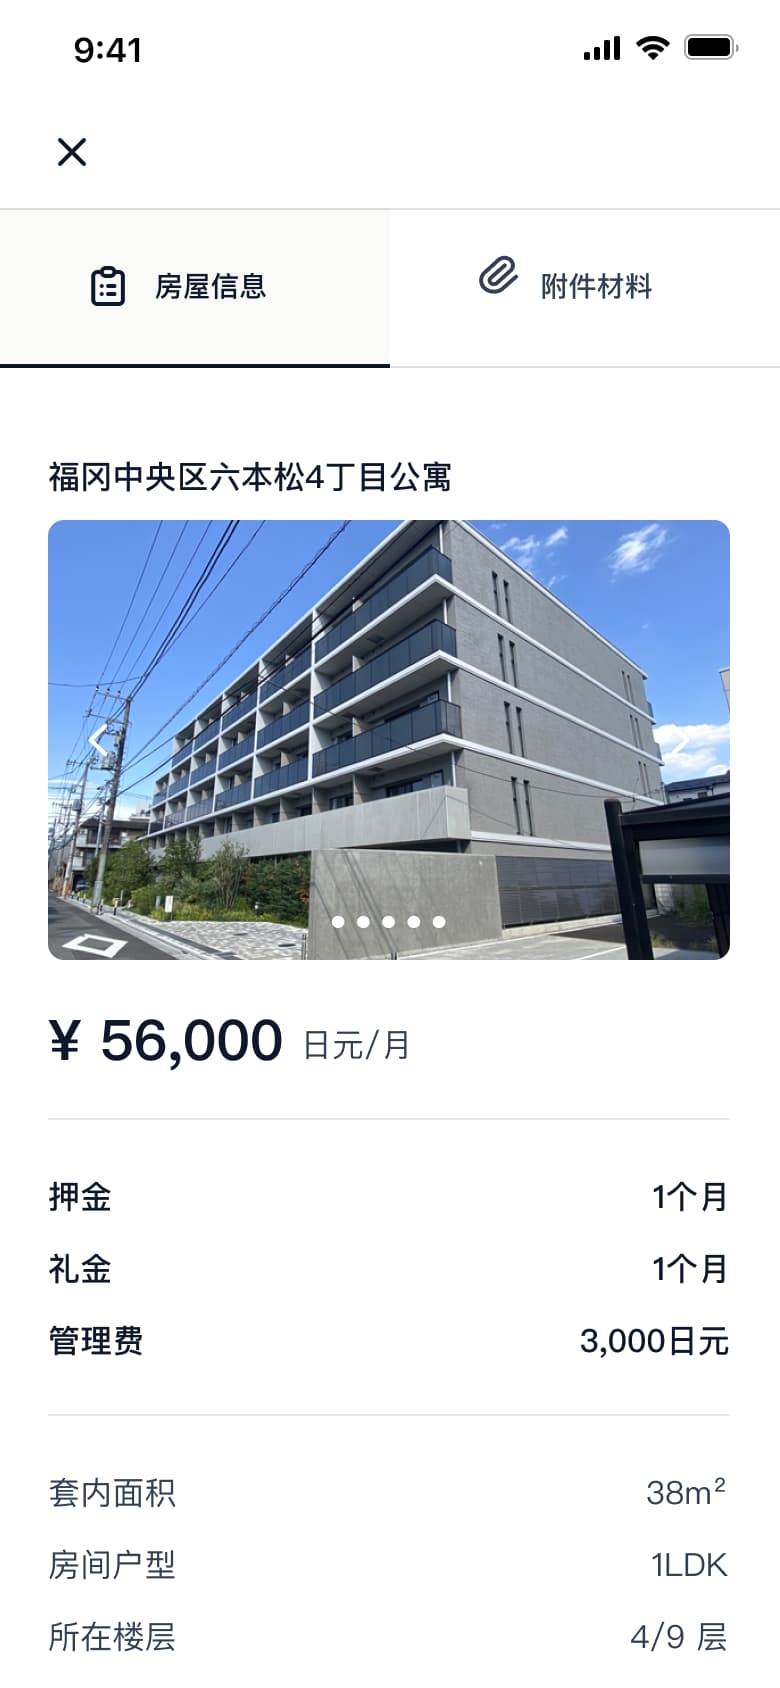 9:41
房屋信息
附件材料
福冈中央区六本松4丁目公寓
¥ 56,000 日元/月
押金 1个月
礼金 1个月
管理费 3,000日元
套内面积 38m²
房间户型 1LDK
所在楼层 4/9 层